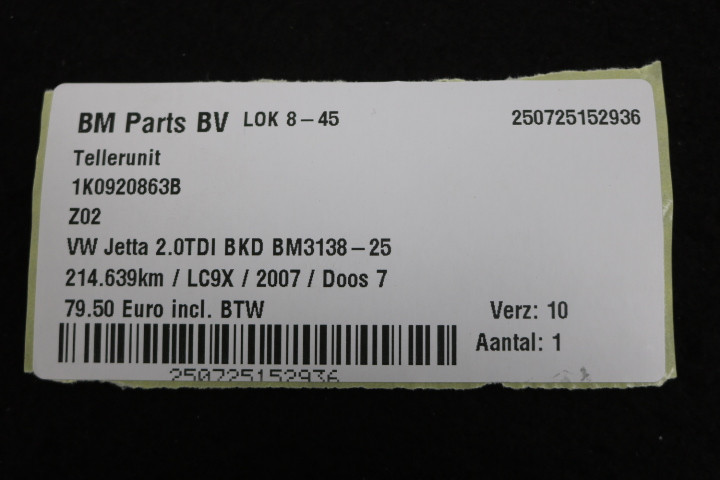 BM Parts BV LOK 8-45 250725152936
Tellerunit
1K0920863B
Z02
VW Jetta 2.0TDI BKD BM3138-25
214.639km / LC9X / 2007 / Doos 7
79.50 Euro incl. BTW Verz: 10
Aantal: 1
250725152936